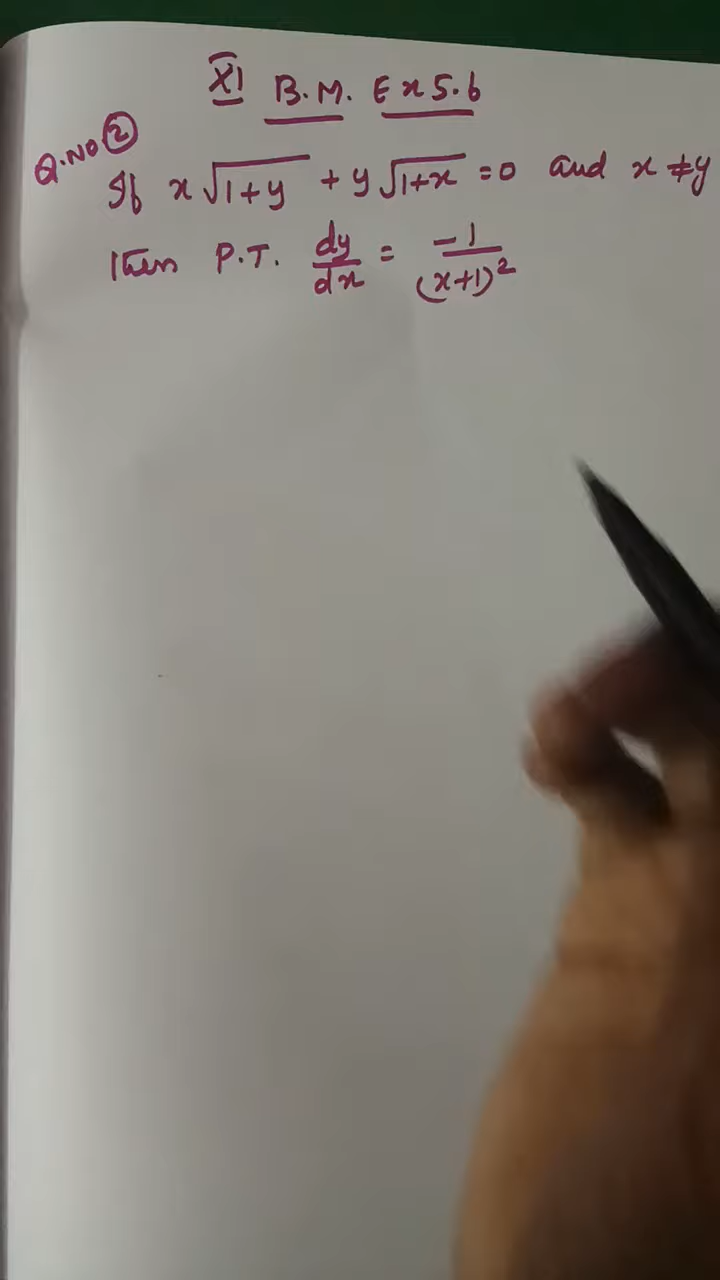 XI B.M. Ex 5.6
Q.NO ②
If x√1+y + y√1+x = 0 and x ≠ y
Then P.T. dy/dx = -1/(x+1)²